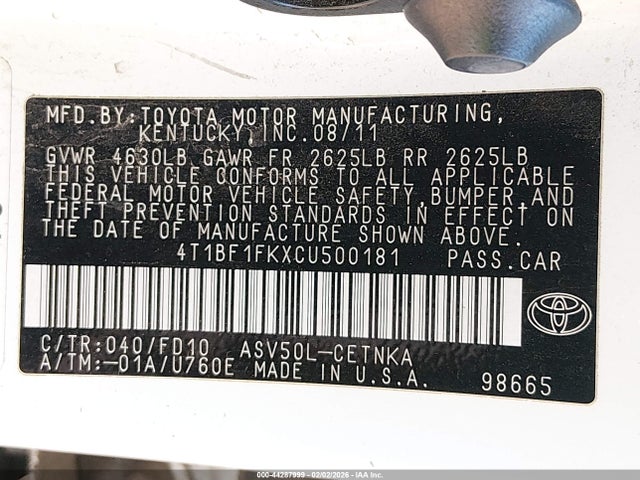 MFD.BY:TOYOTA MOTOR MANUFACTURING,
KENTUCKY,INC.08/11
GVWR 4630LB GAWR FR 2625LB RR 2625LB
THIS VEHICLE CONFORMS TO ALL APPLICABLE
FEDERAL MOTOR VEHICLE SAFETY,BUMPER,AND
THEFT PREVENTION STANDARDS IN EFFECT ON
THE DATE OF MANUFACTURE SHOWN ABOVE.
4T1BF1FKXCU500181 PASS.CAR
C/TR:040/FD10 ASV50L-CETNKA
A/TM:-01A/U760E MADE IN U.S.A. 98665
000-44287999 - 02/02/2026 - IAAI.com